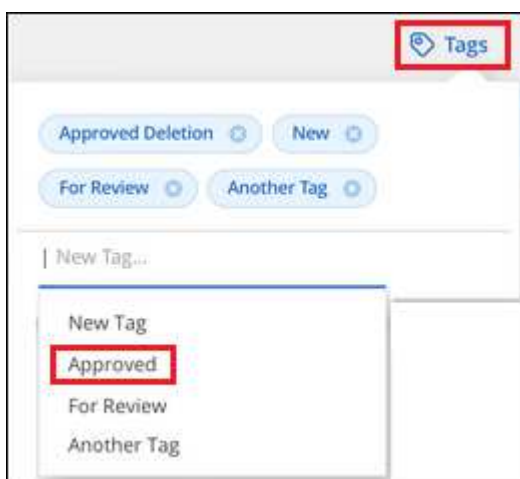 Tags
Approved Deletion New
For Review Another Tag
New Tag...
New Tag
Approved
For Review
Another Tag